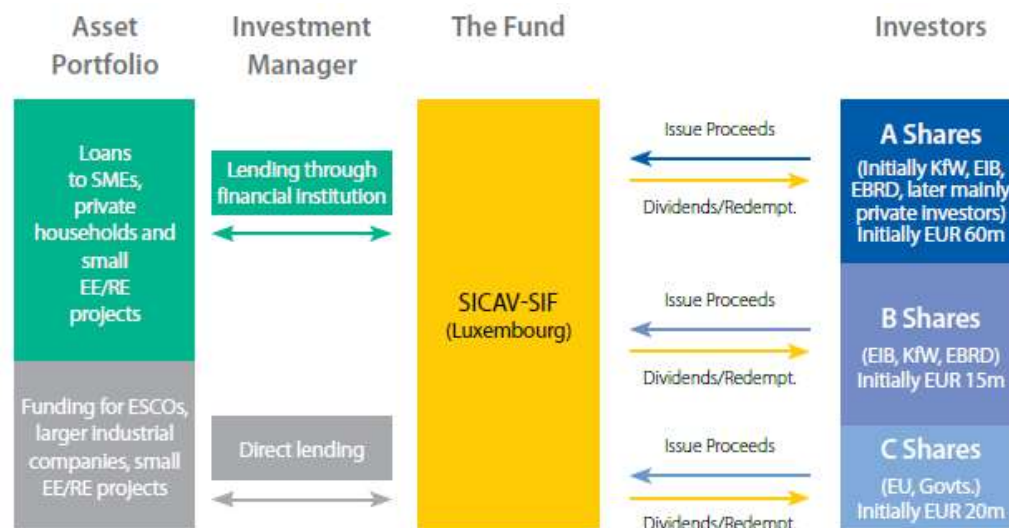 Asset
Portfolio
Investment
Manager
The Fund
Investors
Loans
to SMEs,
private
households and
small
EE/RE
projects
Funding for ESCOs,
larger industrial
companies, small
EE/RE projects
Lending through
financial institution
Direct lending
SICAV-SIF
(Luxembourg)
Issue Proceeds
Dividends/Redempt.
Issue Proceeds
Dividends/Redempt.
Issue Proceeds
Dividends/Redempt.
A Shares
(Initially KfW, EIB,
EBRD, later mainly
private investors)
Initially EUR 60m
B Shares
(EIB, KfW, EBRD)
Initially EUR 15m
C Shares
(EU, Govts.)
Initially EUR 20m